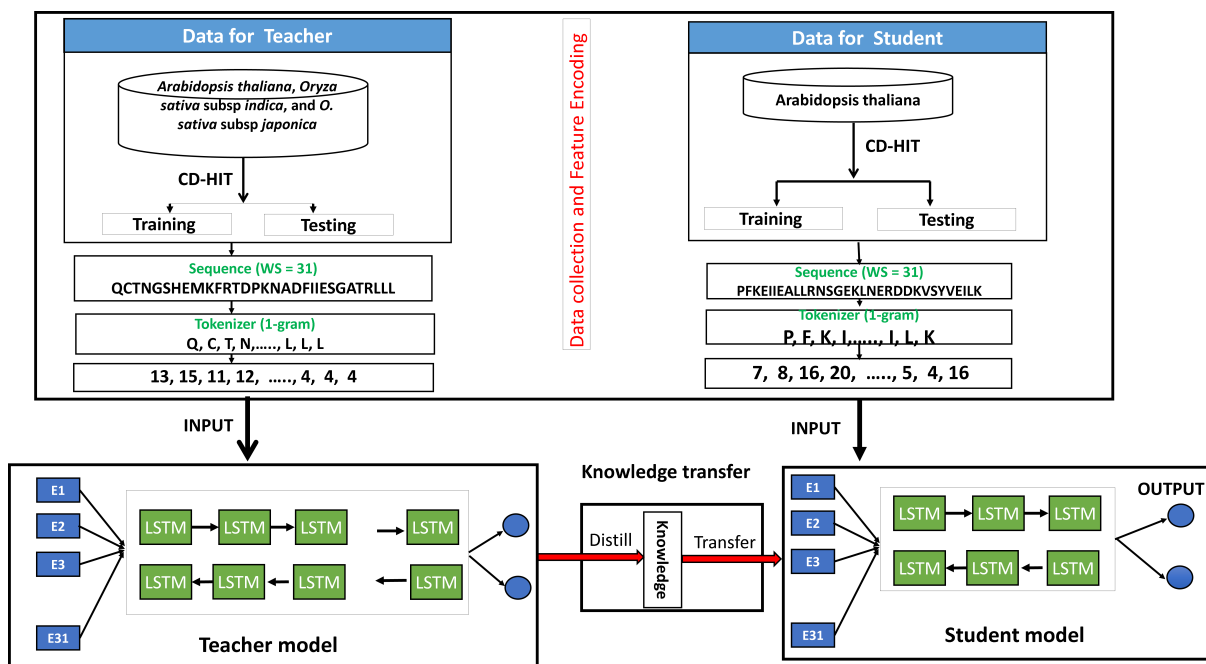 Data for Teacher
Arabidopsis thaliana, Oryza
sativa subsp indica, and O.
sativa subsp japonica
CD-HIT
Training
Testing
Sequence (WS = 31)
QCTNGSHEMKFRTDPKNADFIIESGATRLLL
Tokenizer (1-gram)
Q, C, T, N,....., L, L, L
13, 15, 11, 12, ....., 4, 4, 4
INPUT
Data collection and Feature Encoding
Data for Student
Arabidopsis thaliana
CD-HIT
Training
Testing
Sequence (WS = 31)
PFKEIIEALLRNSGEKLNERDDKVSYVEILK
Tokenizer (1-gram)
P, F, K, I,......, I, L, K
7, 8, 16, 20, ....., 5, 4, 16
INPUT
E1
E2
E3
E31
LSTM
LSTM
LSTM
LSTM
LSTM
LSTM
LSTM
LSTM
Teacher model
Knowledge transfer
Distill
Knowledge
Transfer
E1
E2
E3
E31
LSTM
LSTM
LSTM
LSTM
LSTM
LSTM
OUTPUT
Student model